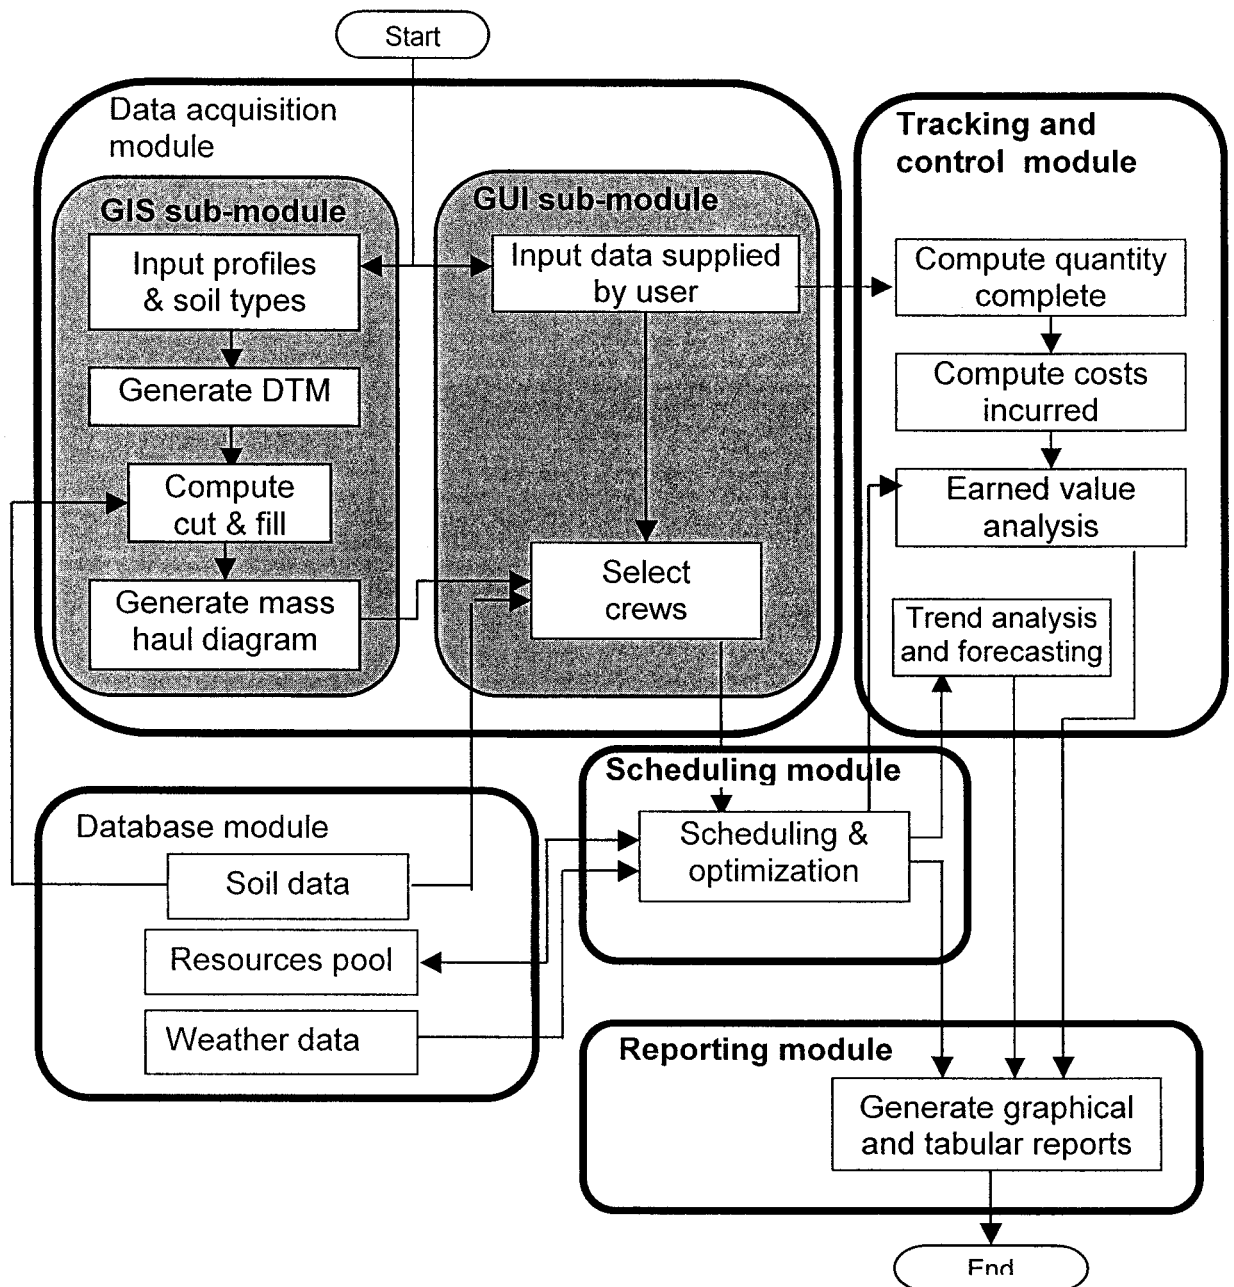 Start
Data acquisition
module
GIS sub-module
Input profiles
& soil types
Generate DTM
Compute
cut & fill
Generate mass
haul diagram
GUI sub-module
Input data supplied
by user
Select
crews
Tracking and
control module
Compute quantity
complete
Compute costs
incurred
Earned value
analysis
Trend analysis
and forecasting
Scheduling module
Scheduling &
optimization
Database module
Soil data
Resources pool
Weather data
Reporting module
Generate graphical
and tabular reports
End